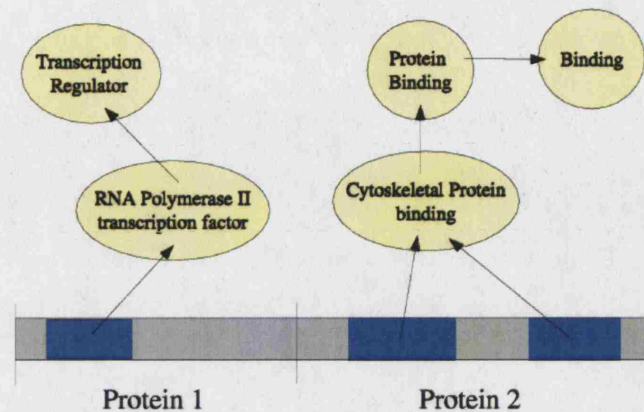 Transcription
Regulator
Protein
Binding
Binding
RNA Polymerase II
transcription factor
Cytoskeletal Protein
binding
Protein 1
Protein 2